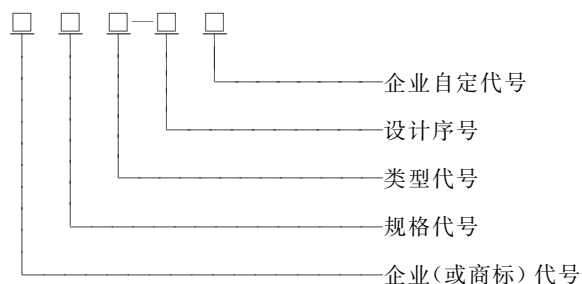 □ □ □—□ □
企业自定代号
设计序号
类型代号
规格代号
企业(或商标)代号